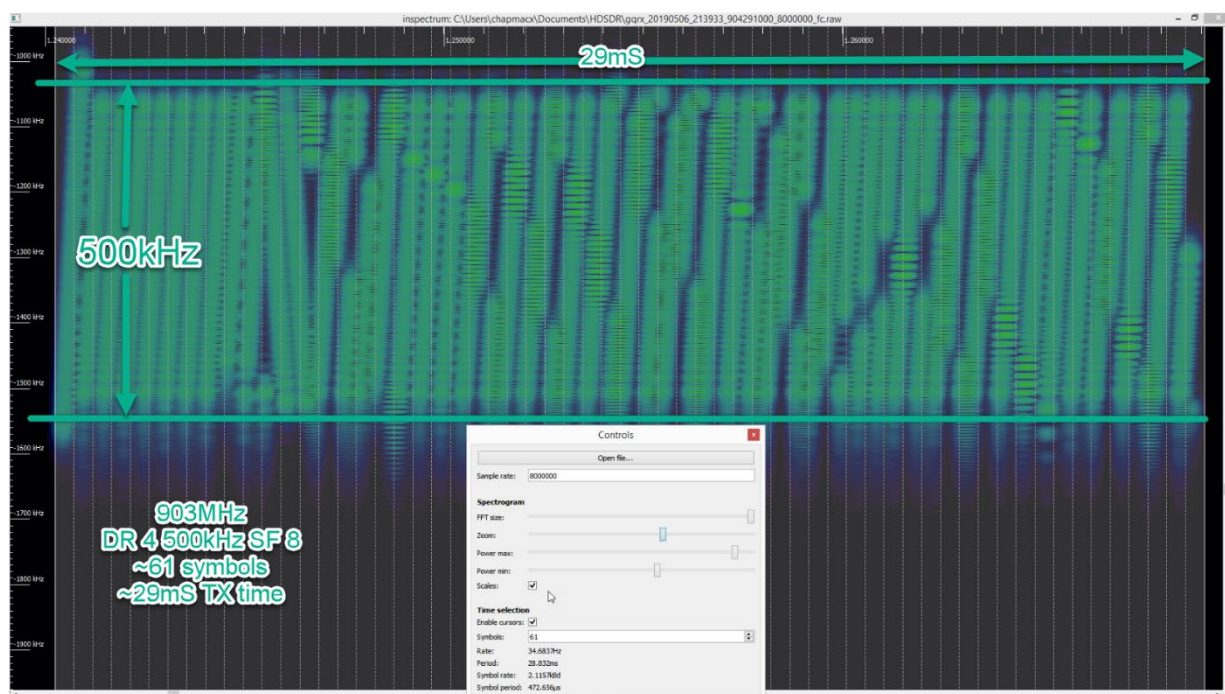 inspectrum: C:\Users\chapmacx\Documents\HDSDR\gqrx_20190506_213933_904291000_8000000_fc.raw
1.240000
1.250000
1.260000
29mS
-1000 kHz
-1100 kHz
-1200 kHz
500kHz
-1300 kHz
-1400 kHz
-1500 kHz
-1600 kHz
-1700 kHz
-1800 kHz
-1900 kHz
903MHz
DR 4 500kHz SF 8
~61 symbols
~29mS TX time
Controls
Open file...
Sample rate: 8000000
Spectrogram
FFT size:
Zoom:
Power max:
Power min:
Scales:
Time selection
Enable cursors:
Symbols: 61
Rate: 34.6837Hz
Period: 28.832ms
Symbol rate: 2.1157kBd
Symbol period: 472.656µs